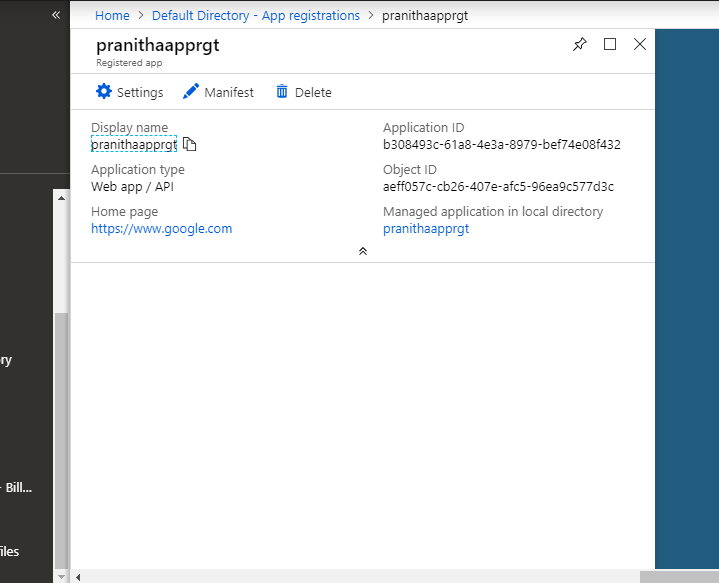 Home > Default Directory - App registrations > pranithaapprgt
pranithaapprgt
Registered app
Settings Manifest Delete
Display name
pranithaapprgt
Application type
Web app / API
Home page
https://www.google.com
Application ID
b308493c-61a8-4e3a-8979-bef74e08f432
Object ID
aeff057c-cb26-407e-afc5-96ea9c577d3c
Managed application in local directory
pranithaapprgt
ry
- Bill...
iles